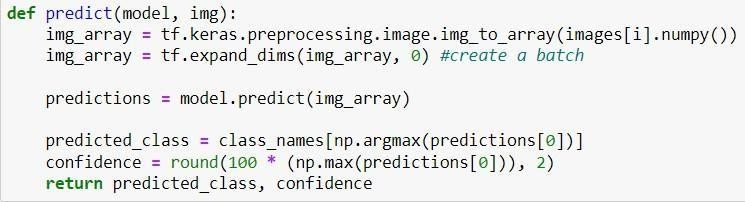 def predict(model, img):
    img_array = tf.keras.preprocessing.image.img_to_array(images[i].numpy())
    img_array = tf.expand_dims(img_array, 0) #create a batch

    predictions = model.predict(img_array)

    predicted_class = class_names[np.argmax(predictions[0])]
    confidence = round(100 * (np.max(predictions[0])), 2)
    return predicted_class, confidence